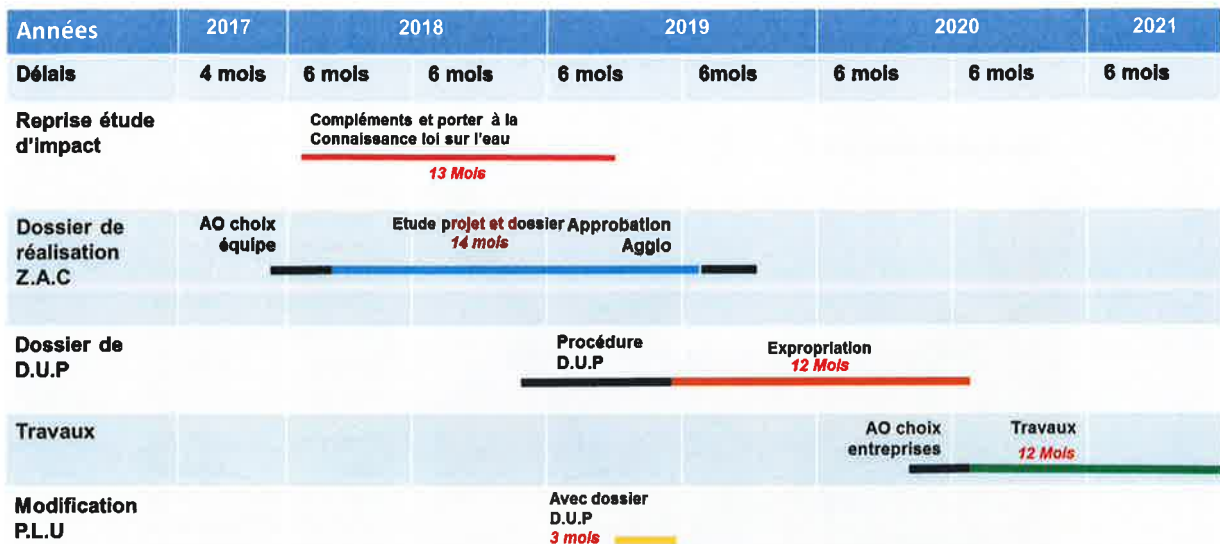 Années 2017 2018 2019 2020 2021
Délais 4 mois 6 mois 6 mois 6 mois 6mois 6 mois 6 mois 6 mois
Reprise étude
d'impact
Compléments et porter à la
Connaissance loi sur l'eau
13 Mois
Dossier de
réalisation
Z.A.C
AO choix
équipe
Etude projet et dossier
14 mois
Approbation
Agglo
Dossier de
D.U.P
Procédure
D.U.P
Expropriation
12 Mois
Travaux
AO choix
entreprises
Travaux
12 Mois
Modification
P.L.U
Avec dossier
D.U.P
3 mois